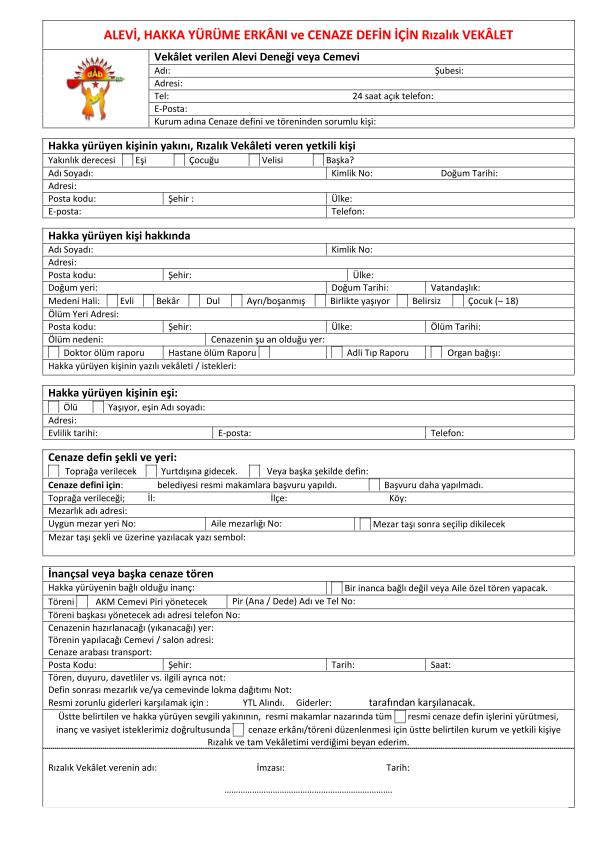 ALEVİ, HAKKA YÜRÜME ERKÂNI ve CENAZE DEFİN İÇİN Rızalık VEKÂLET
dAb
Vekâlet verilen Alevi Deneği veya Cemevi
Adı: Şubesi:
Adresi:
Tel: 24 saat açık telefon:
E-Posta:
Kurum adına Cenaze defini ve töreninden sorumlu kişi:
Hakka yürüyen kişinin yakını, Rızalık Vekâleti veren yetkili kişi
Yakınlık derecesi Eşi Çocuğu Velisi Başka?
Adı Soyadı: Kimlik No: Doğum Tarihi:
Adresi:
Posta kodu: Şehir : Ülke:
E-posta: Telefon:
Hakka yürüyen kişi hakkında
Adı Soyadı: Kimlik No:
Adresi:
Posta kodu: Şehir: Ülke:
Doğum yeri: Doğum Tarihi: Vatandaşlık:
Medeni Hali: Evli Bekâr Dul Ayrı/boşanmış Birlikte yaşıyor Belirsiz Çocuk (– 18)
Ölüm Yeri Adresi:
Posta kodu: Şehir: Ülke: Ölüm Tarihi:
Ölüm nedeni: Cenazenin şu an olduğu yer:
Doktor ölüm raporu Hastane ölüm Raporu Adli Tıp Raporu Organ bağışı:
Hakka yürüyen kişinin yazılı vekâleti / istekleri:
Hakka yürüyen kişinin eşi:
Ölü Yaşıyor, eşin Adı soyadı:
Adresi:
Evlilik tarihi: E-posta: Telefon:
Cenaze defin şekli ve yeri:
Toprağa verilecek Yurtdışına gidecek. Veya başka şekilde defin:
Cenaze defini için: belediyesi resmi makamlara başvuru yapıldı. Başvuru daha yapılmadı.
Toprağa verileceği; İl: İlçe: Köy:
Mezarlık adı adresi:
Uygun mezar yeri No: Aile mezarlığı No: Mezar taşı sonra seçilip dikilecek
Mezar taşı şekli ve üzerine yazılacak yazı sembol:
İnançsal veya başka cenaze tören
Hakka yürüyenin bağlı olduğu inanç: Bir inanca bağlı değil veya Aile özel tören yapacak.
Töreni AKM Cemevi Piri yönetecek Pir (Ana / Dede) Adı ve Tel No:
Töreni başkası yönetecek adı adresi telefon No:
Cenazenin hazırlanacağı (yıkanacağı) yer:
Törenin yapılacağı Cemevi / salon adresi:
Cenaze arabası transport:
Posta Kodu: Şehir: Tarih: Saat:
Tören, duyuru, davetliler vs. ilgili ayrıca not:
Defin sonrası mezarlık ve/ya cemevinde lokma dağıtımı Not:
Resmi zorunlu giderleri karşılamak için : YTL Alındı. Giderler: tarafından karşılanacak.
Üstte belirtilen ve hakka yürüyen sevgili yakınının, resmi makamlar nazarında tüm resmi cenaze defin işlerini yürütmesi,
inanç ve vasiyet isteklerimiz doğrultusunda cenaze erkânı/töreni düzenlenmesi için üstte belirtilen kurum ve yetkili kişiye
Rızalık ve tam Vekâletimi verdiğimi beyan ederim.
Rızalık Vekâlet verenin adı: İmzası: Tarih:
……………………………………………………………….